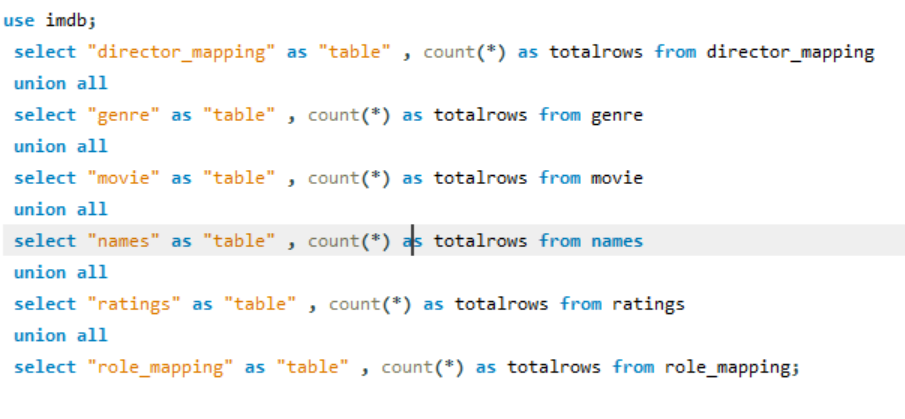 use imdb;
select "director_mapping" as "table" , count(*) as totalrows from director_mapping
union all
select "genre" as "table" , count(*) as totalrows from genre
union all
select "movie" as "table" , count(*) as totalrows from movie
union all
select "names" as "table" , count(*) as totalrows from names
union all
select "ratings" as "table" , count(*) as totalrows from ratings
union all
select "role_mapping" as "table" , count(*) as totalrows from role_mapping;